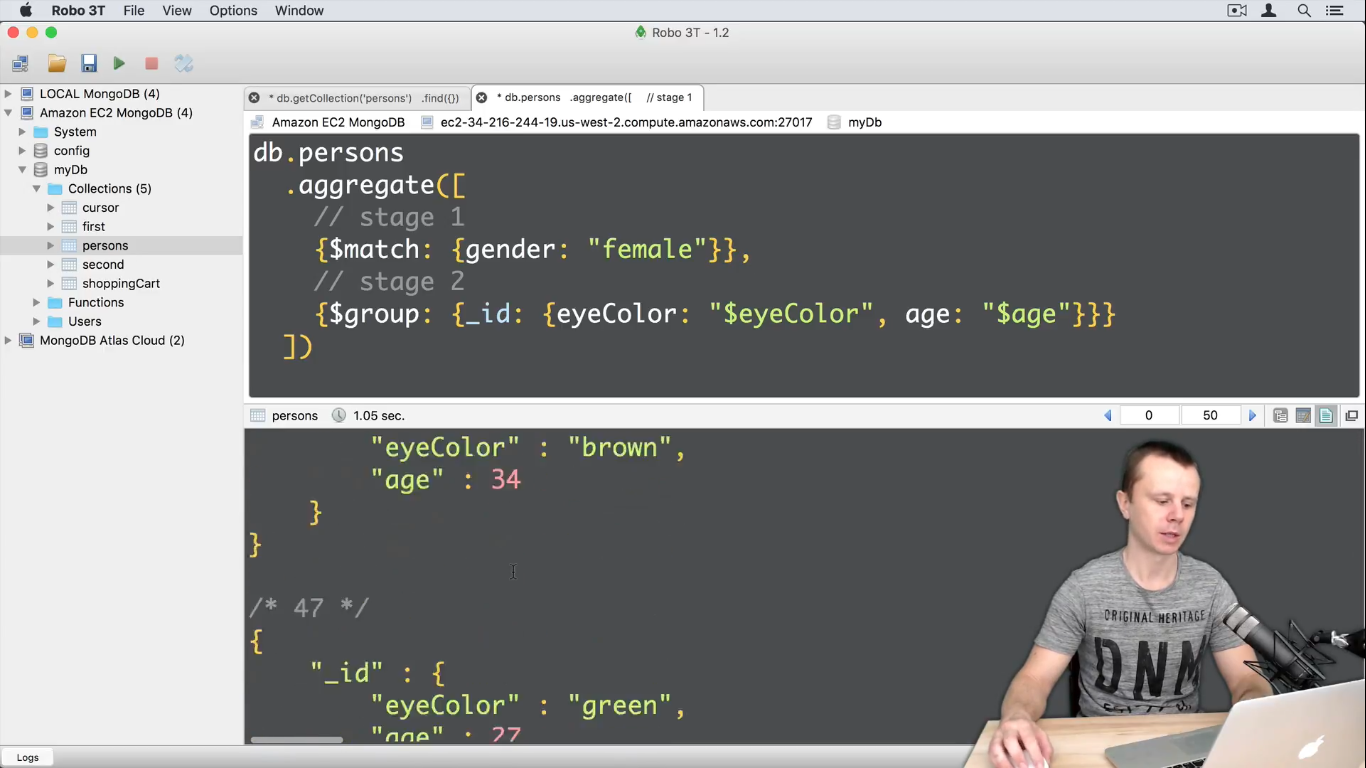 Robo 3T File View Options Window
Robo 3T - 1.2
LOCAL MongoDB (4)
Amazon EC2 MongoDB (4)
System
config
myDb
Collections (5)
cursor
first
persons
second
shoppingCart
Functions
Users
MongoDB Atlas Cloud (2)
* db.getCollection('persons') .find({})
* db.persons .aggregate([ // stage 1
Amazon EC2 MongoDB ec2-34-216-244-19.us-west-2.compute.amazonaws.com:27017 myDb
db.persons
.aggregate([
// stage 1
{$match: {gender: "female"}},
// stage 2
{$group: {_id: {eyeColor: "$eyeColor", age: "$age"}}}
])
persons 1.05 sec. 0 50
"eyeColor" : "brown",
"age" : 34
}
}
/* 47 */
{
"_id" : {
"eyeColor" : "green",
"age" : 27
ORIGINAL HERITAGE
DNM
Logs